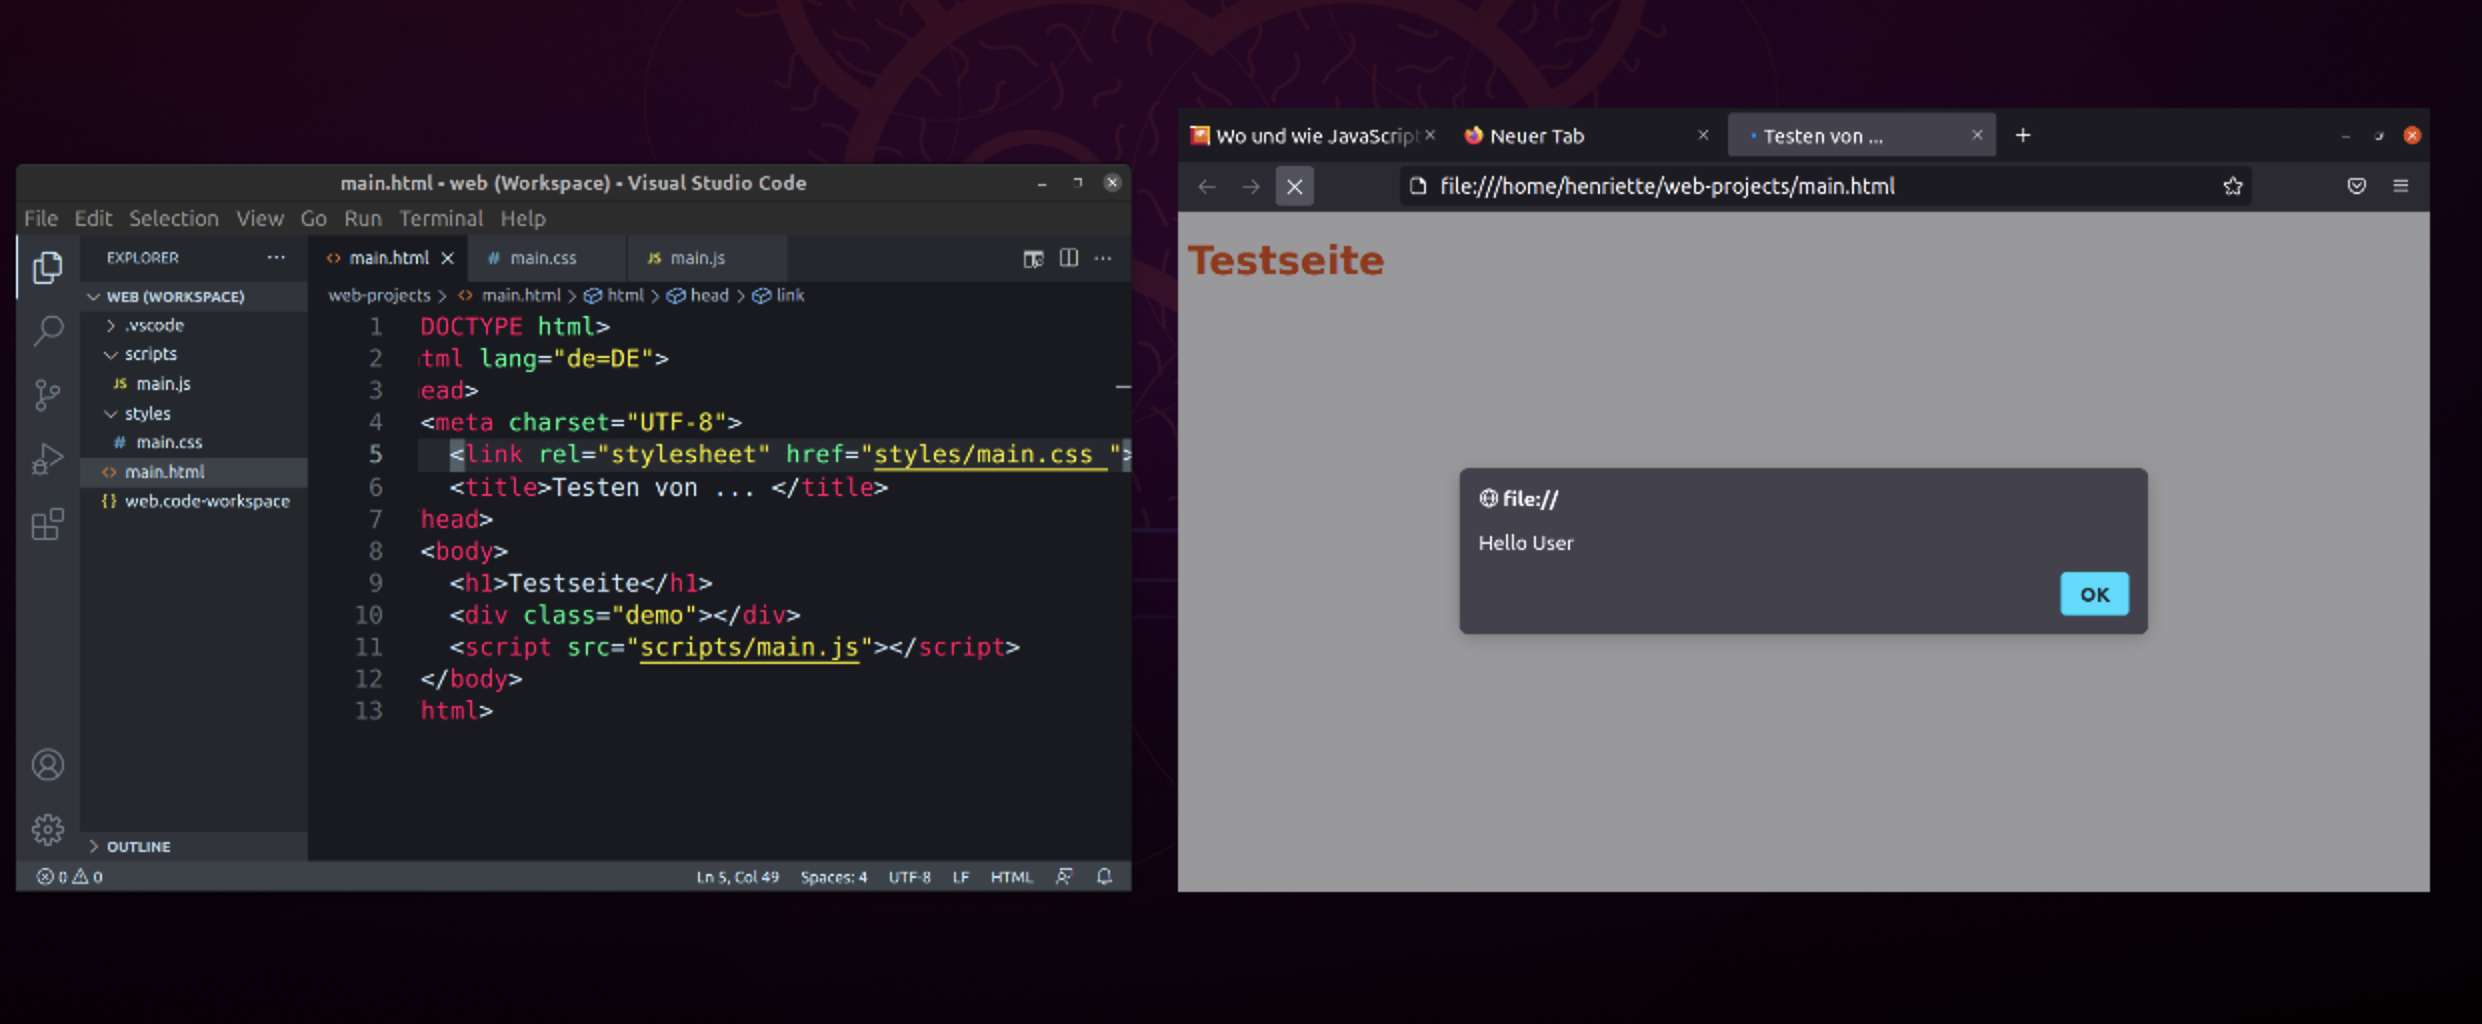 main.html - web (Workspace) - Visual Studio Code
File Edit Selection View Go Run Terminal Help
EXPLORER
WEB (WORKSPACE)
.vscode
scripts
JS main.js
styles
# main.css
<> main.html
{} web.code-workspace
OUTLINE
<> main.html # main.css JS main.js
web-projects > <> main.html > html > head > link
1 DOCTYPE html>
2 tml lang="de=DE">
3 ead>
4 <meta charset="UTF-8">
5 <link rel="stylesheet" href="styles/main.css ">
6 <title>Testen von ... </title>
7 head>
8 <body>
9 <h1>Testseite</h1>
10 <div class="demo"></div>
11 <script src="scripts/main.js"></script>
12 </body>
13 html>
0 0 Ln 5, Col 49 Spaces: 4 UTF-8 LF HTML
Wo und wie JavaScript Neuer Tab Testen von ...
file:///home/henriette/web-projects/main.html
Testseite
file://
Hello User
OK